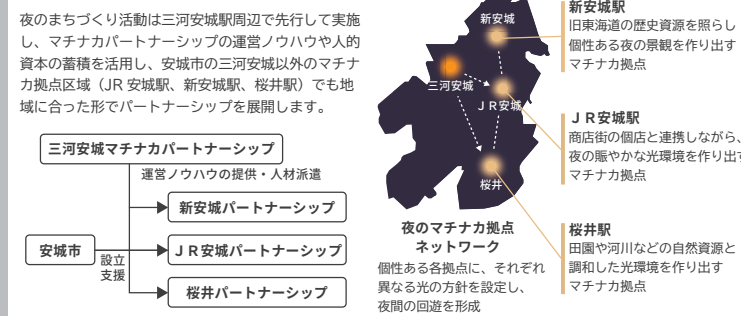 夜のまちづくり活動は三河安城駅周辺で先行して実施
し、マチナカパートナーシップの運営ノウハウや人的
資本の蓄積を活用し、安城市の三河安城以外のマチナ
カ拠点区域（JR 安城駅、新安城駅、桜井駅）でも地
域に合った形でパートナーシップを展開します。
三河安城マチナカパートナーシップ
運営ノウハウの提供・人材派遣
新安城パートナーシップ
安城市
設立
支援
ＪＲ安城パートナーシップ
桜井パートナーシップ
新安城
三河安城
ＪＲ安城
桜井
夜のマチナカ拠点
ネットワーク
個性ある各拠点に、それぞれ
異なる光の方針を設定し、
夜間の回遊を形成
新安城駅
旧東海道の歴史資源を照らし
個性ある夜の景観を作り出す
マチナカ拠点
ＪＲ安城駅
商店街の個店と連携しながら、
夜の賑やかな光環境を作り出す
マチナカ拠点
桜井駅
田園や河川などの自然資源と
調和した光環境を作り出す
マチナカ拠点